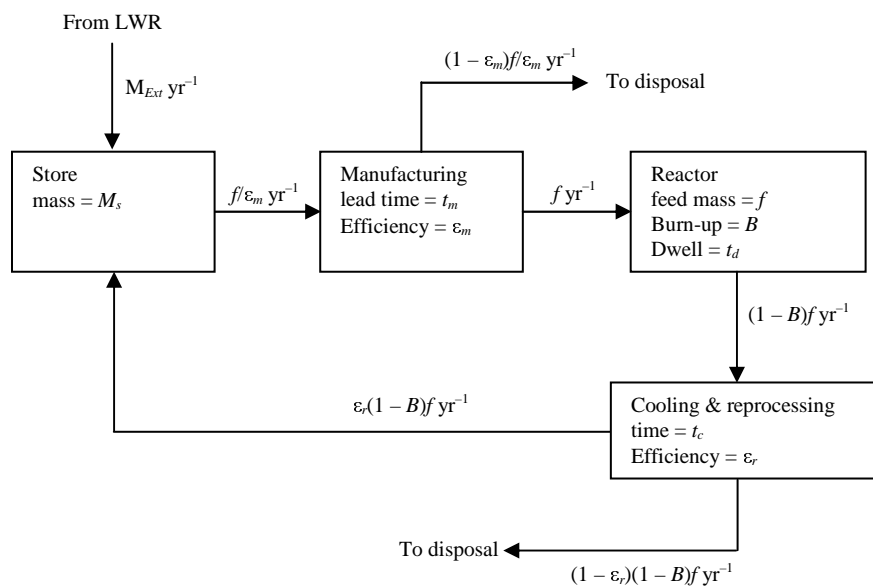 From LWR
M_Ext yr⁻¹
(1 – ε_m)f/ε_m yr⁻¹
To disposal
Store
mass = M_s
f/ε_m yr⁻¹
Manufacturing
lead time = t_m
Efficiency = ε_m
f yr⁻¹
Reactor
feed mass = f
Burn-up = B
Dwell = t_d
(1 – B)f yr⁻¹
ε_r(1 – B)f yr⁻¹
Cooling & reprocessing
time = t_c
Efficiency = ε_r
To disposal
(1 – ε_r)(1 – B)f yr⁻¹